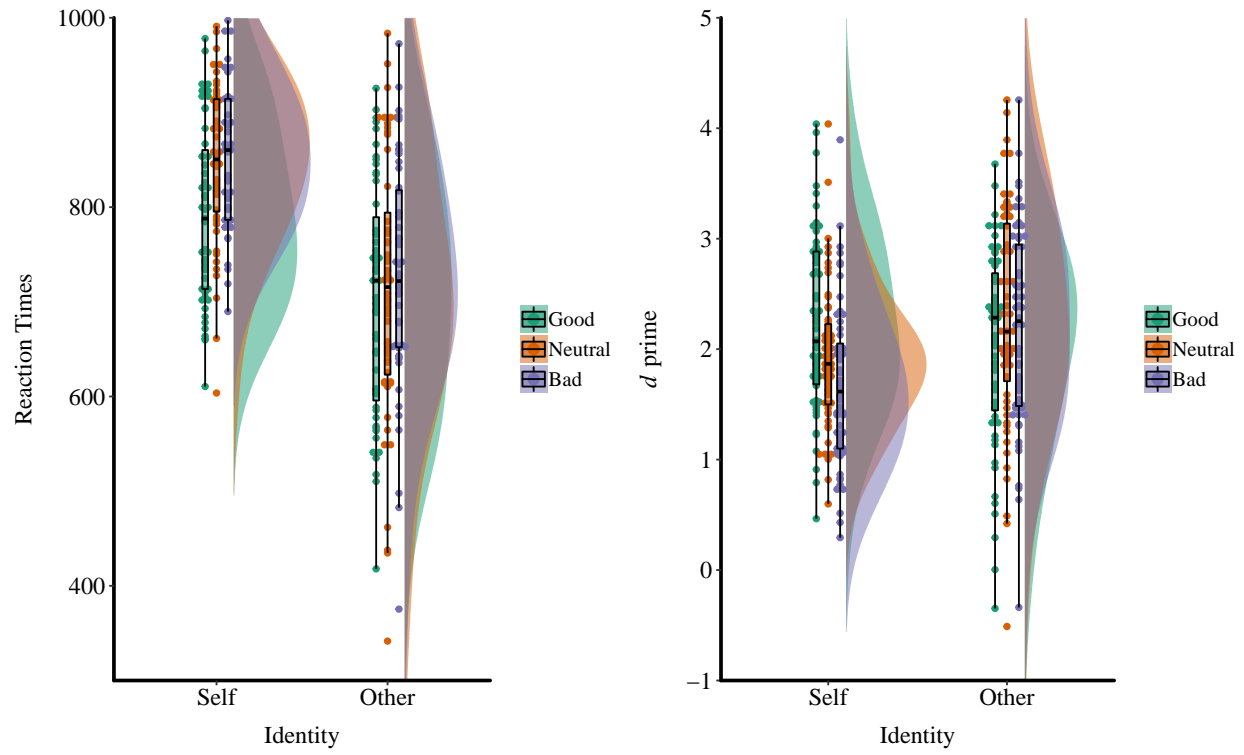 Reaction Times
1000
800
600
400
Self
Other
Identity
Good
Neutral
Bad
d prime
5
4
3
2
1
0
−1
Self
Other
Identity
Good
Neutral
Bad